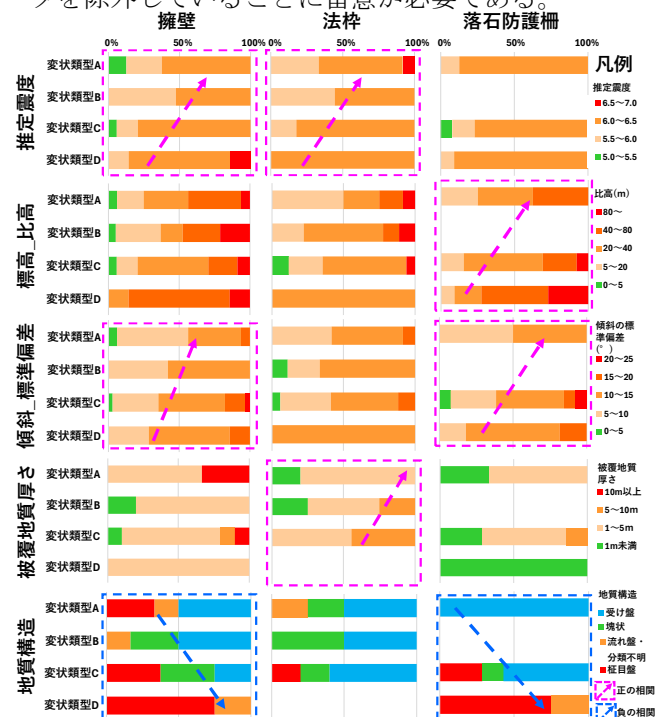 タを除外していることに留意が必要である。
擁壁 法枠 落石防護柵
0% 50% 100% 0% 50% 100% 0% 50% 100%
推定震度
変状類型A
変状類型B
変状類型C
変状類型D
凡例
推定震度
6.5～7.0
6.0～6.5
5.5～6.0
5.0～5.5
標高_比高
変状類型A
変状類型B
変状類型C
変状類型D
比高(m)
80～
40～80
20～40
5～20
0～5
傾斜_標準偏差
変状類型A
変状類型B
変状類型C
変状類型D
傾斜の標
準偏差
(°)
20～25
15～20
10～15
5～10
0～5
被覆地質厚さ
変状類型A
変状類型B
変状類型C
変状類型D
被覆地質
厚さ
10m以上
5～10m
1～5m
1m未満
地質構造
変状類型A
変状類型B
変状類型C
変状類型D
地質構造
受け盤
塊状
流れ盤・
分類不明
柾目盤
正の相関
負の相関